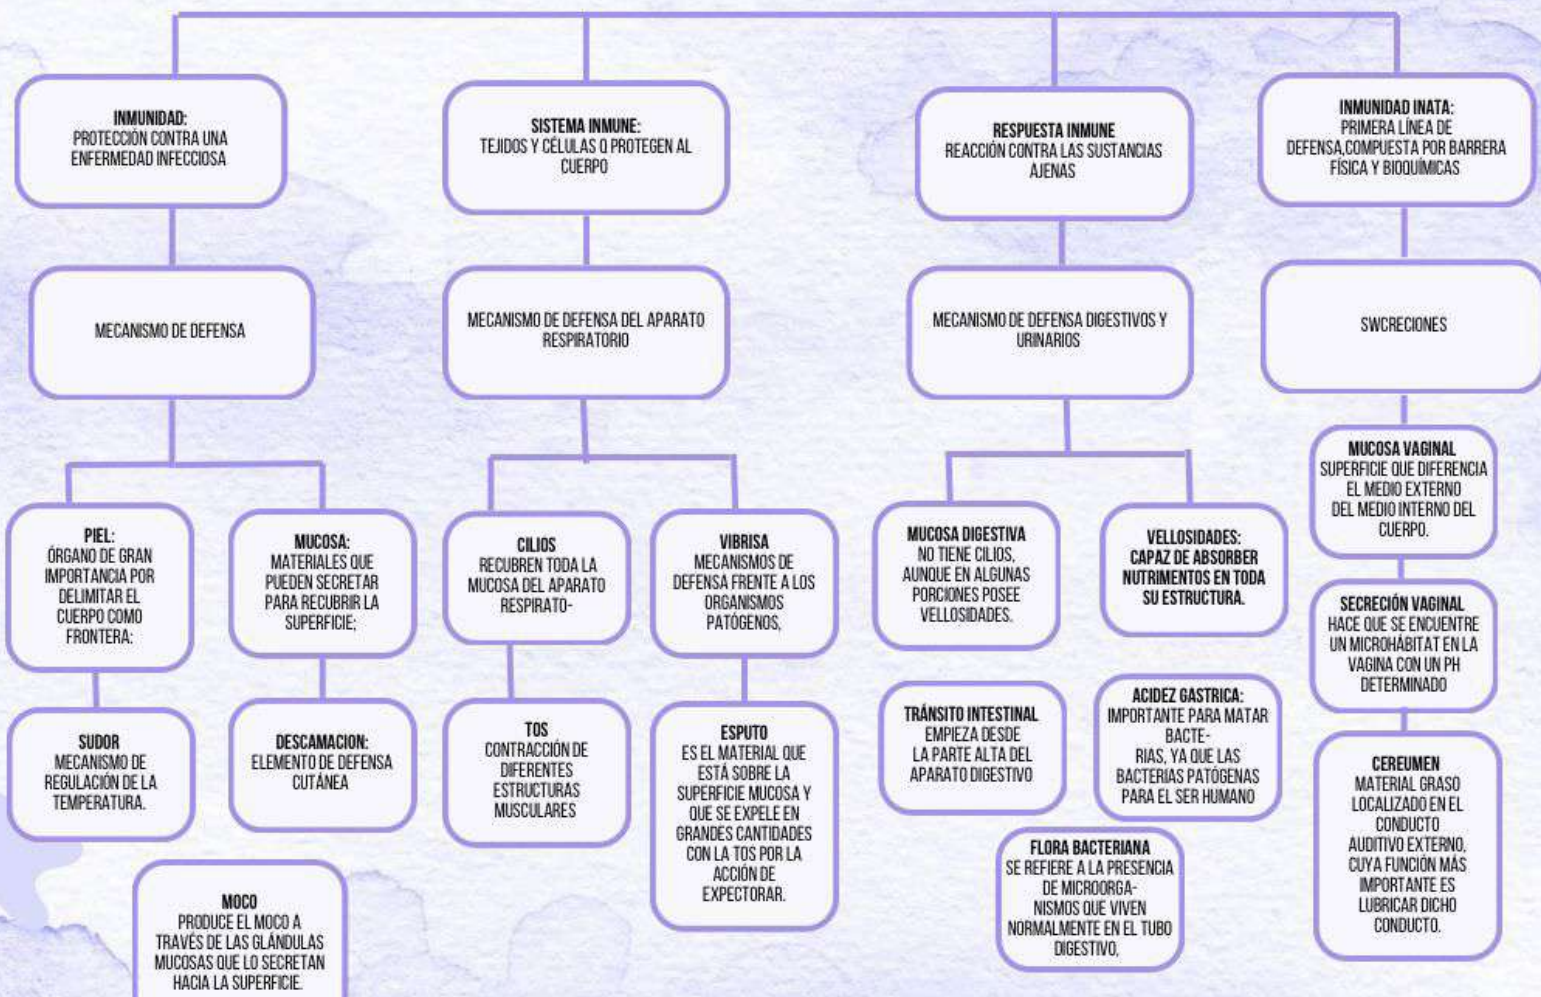 INMUNIDAD:
PROTECCIÓN CONTRA UNA
ENFERMEDAD INFECCIOSA
SISTEMA INMUNE:
TEJIDOS Y CÉLULAS Q PROTEGEN AL
CUERPO
RESPUESTA INMUNE
REACCIÓN CONTRA LAS SUSTANCIAS
AJENAS
INMUNIDAD INATA:
PRIMERA LÍNEA DE
DEFENSA,COMPUESTA POR BARRERA
FÍSICA Y BIOQUÍMICAS
MECANISMO DE DEFENSA
MECANISMO DE DEFENSA DEL APARATO
RESPIRATORIO
MECANISMO DE DEFENSA DIGESTIVOS Y
URINARIOS
SWCRECIONES
PIEL:
ÓRGANO DE GRAN
IMPORTANCIA POR
DELIMITAR EL
CUERPO COMO
FRONTERA:
MUCOSA:
MATERIALES QUE
PUEDEN SECRETAR
PARA RECUBRIR LA
SUPERFICIE;
CILIOS
RECUBREN TODA LA
MUCOSA DEL APARATO
RESPIRATO-
VIBRISA
MECANISMOS DE
DEFENSA FRENTE A LOS
ORGANISMOS
PATÓGENOS,
MUCOSA DIGESTIVA
NO TIENE CILIOS,
AUNQUE EN ALGUNAS
PORCIONES POSEE
VELLOSIDADES.
VELLOSIDADES:
CAPAZ DE ABSORBER
NUTRIMENTOS EN TODA
SU ESTRUCTURA.
MUCOSA VAGINAL
SUPERFICIE QUE DIFERENCIA
EL MEDIO EXTERNO
DEL MEDIO INTERNO DEL
CUERPO.
SECRECIÓN VAGINAL
HACE QUE SE ENCUENTRE
UN MICROHÁBITAT EN LA
VAGINA CON UN PH
DETERMINADO
SUDOR
MECANISMO DE
REGULACIÓN DE LA
TEMPERATURA.
DESCAMACION:
ELEMENTO DE DEFENSA
CUTÁNEA
TOS
CONTRACCIÓN DE
DIFERENTES
ESTRUCTURAS
MUSCULARES
ESPUTO
ES EL MATERIAL QUE
ESTÁ SOBRE LA
SUPERFICIE MUCOSA Y
QUE SE EXPELE EN
GRANDES CANTIDADES
CON LA TOS POR LA
ACCIÓN DE
EXPECTORAR.
TRÁNSITO INTESTINAL
EMPIEZA DESDE
LA PARTE ALTA DEL
APARATO DIGESTIVO
ACIDEZ GÁSTRICA:
IMPORTANTE PARA MATAR
BACTE-
RIAS, YA QUE LAS
BACTERIAS PATÓGENAS
PARA EL SER HUMANO
CEREUMEN
MATERIAL GRASO
LOCALIZADO EN EL
CONDUCTO
AUDITIVO EXTERNO,
CUYA FUNCIÓN MÁS
IMPORTANTE ES
LUBRICAR DICHO
CONDUCTO.
FLORA BACTERIANA
SE REFIERE A LA PRESENCIA
DE MICROORGA-
NISMOS QUE VIVEN
NORMALMENTE EN EL TUBO
DIGESTIVO,
MOCO
PRODUCE EL MOCO A
TRAVÉS DE LAS GLÁNDULAS
MUCOSAS QUE LO SECRETAN
HACIA LA SUPERFICIE.